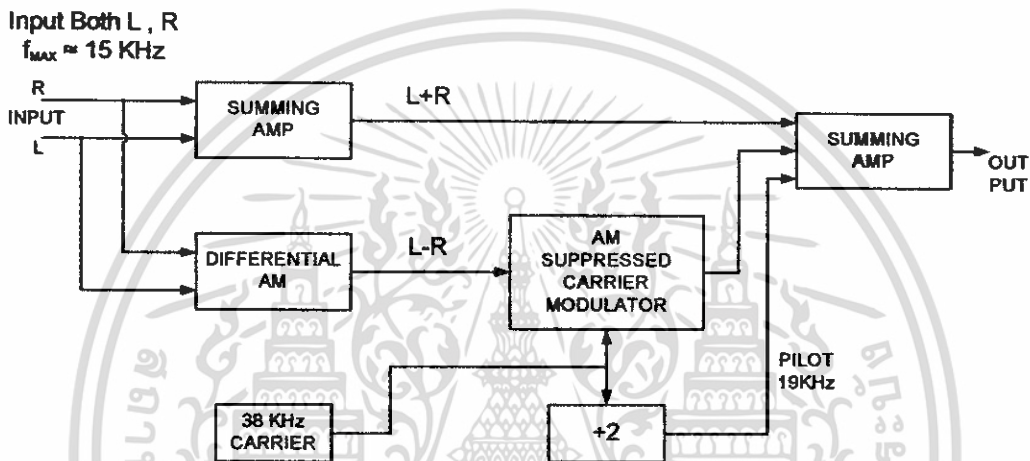 Input Both L , R
fMAX ≈ 15 KHz
R
INPUT
L
SUMMING
AMP
L+R
SUMMING
AMP
OUT
PUT
DIFFERENTIAL
AM
L-R
AM
SUPPRESSED
CARRIER
MODULATOR
PILOT
19KHz
38 KHz
CARRIER
+2